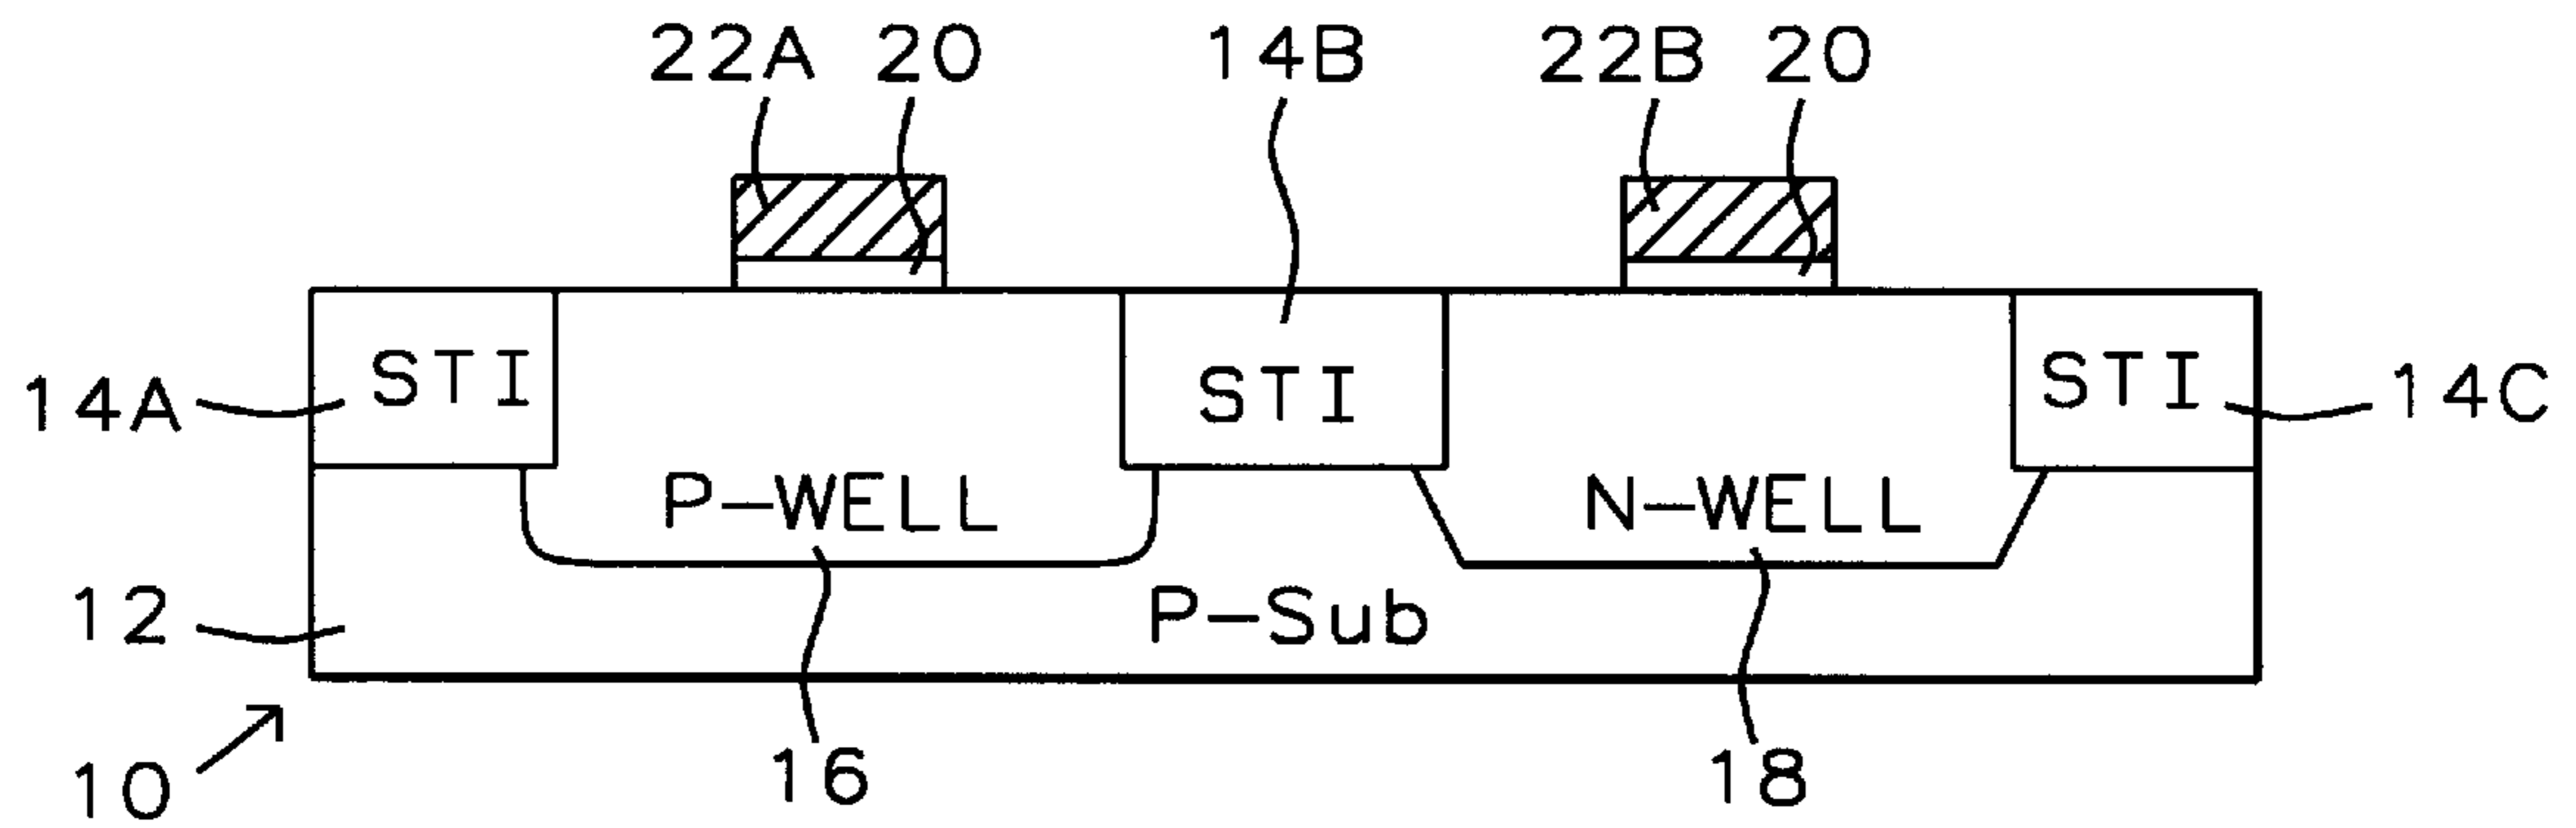 22A 20 14B 22B 20
STI STI STI
14A 14C
P-WELL N-WELL
12 P-Sub
10 16 18